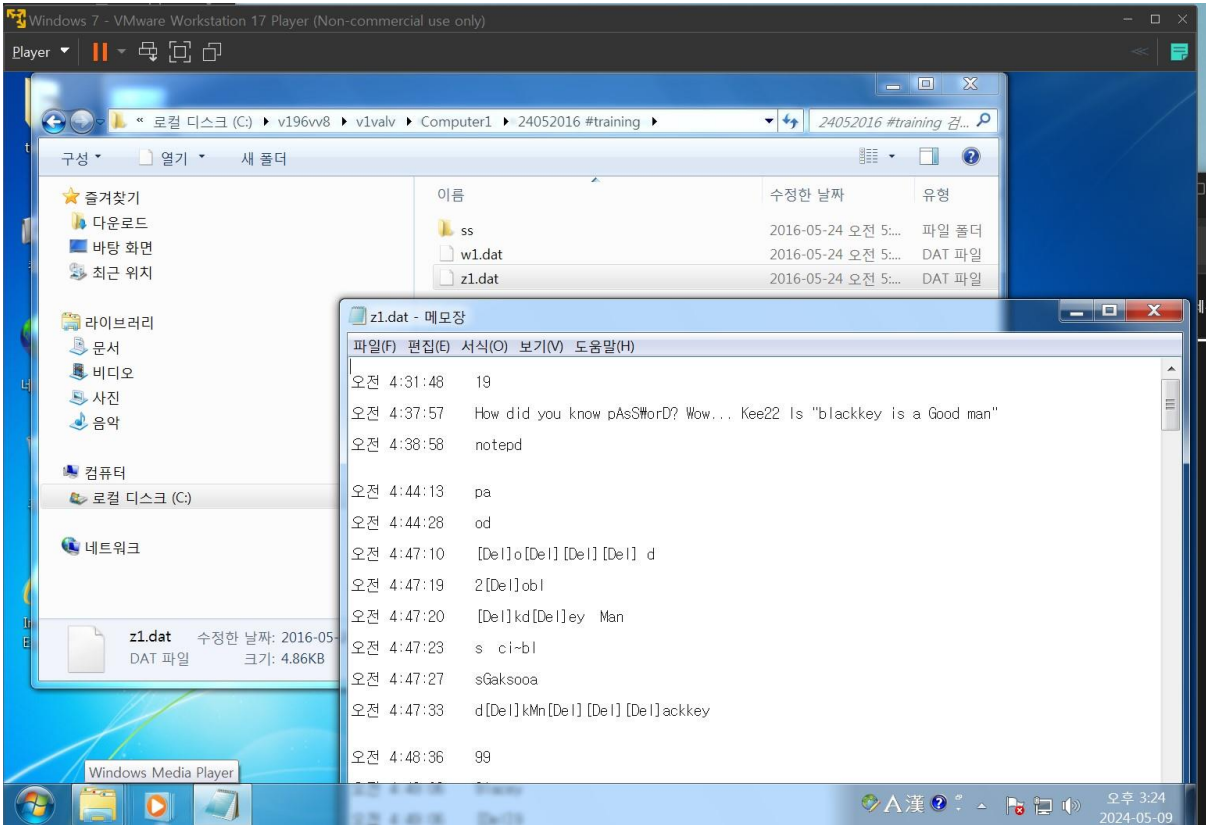 Windows 7 - VMware Workstation 17 Player (Non-commercial use only)
Player
« 로컬 디스크 (C:) ▸ v196vv8 ▸ v1valv ▸ Computer1 ▸ 24052016 #training ▸
24052016 #training 검...
구성 열기 새 폴더
즐겨찾기
다운로드
바탕 화면
최근 위치
라이브러리
문서
비디오
사진
음악
컴퓨터
로컬 디스크 (C:)
네트워크
이름 수정한 날짜 유형
ss 2016-05-24 오전 5:... 파일 폴더
w1.dat 2016-05-24 오전 5:... DAT 파일
z1.dat 2016-05-24 오전 5:... DAT 파일
z1.dat 수정한 날짜: 2016-05-
DAT 파일 크기: 4.86KB
z1.dat - 메모장
파일(F) 편집(E) 서식(O) 보기(V) 도움말(H)
오전 4:31:48 19
오전 4:37:57 How did you know pAsS₩orD? Wow... Kee22 Is "blackkey is a Good man"
오전 4:38:58 notepd
오전 4:44:13 pa
오전 4:44:28 od
오전 4:47:10 [Del]o[Del][Del][Del] d
오전 4:47:19 2[Del]obl
오전 4:47:20 [Del]kd[Del]ey Man
오전 4:47:23 s ci~bl
오전 4:47:27 sGaksooa
오전 4:47:33 d[Del]kMn[Del][Del][Del]ackkey
오전 4:48:36 99
Windows Media Player
A 漢
오후 3:24
2024-05-09